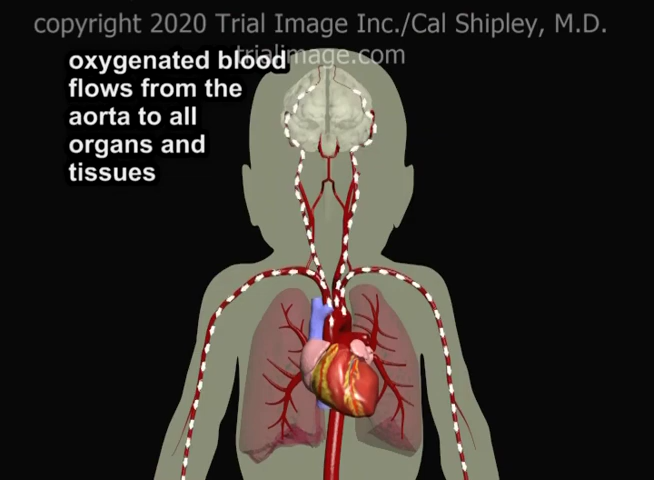 copyright 2020 Trial Image Inc./Cal Shipley, M.D.
trialimage.com
oxygenated blood
flows from the
aorta to all
organs and
tissues